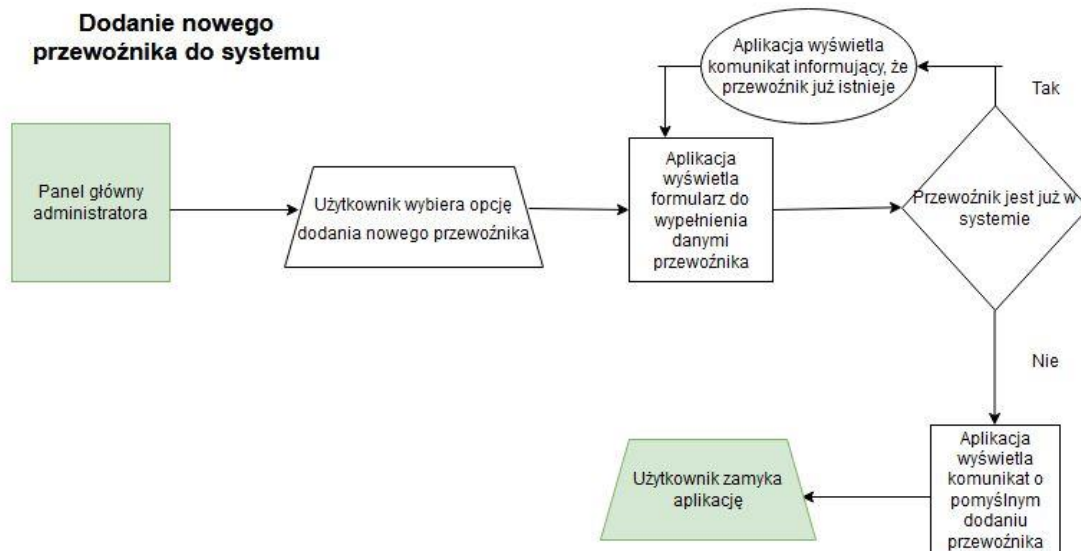 Dodanie nowego
przewoźnika do systemu
Panel główny
administratora
Użytkownik wybiera opcję
dodania nowego przewoźnika
Aplikacja wyświetla
komunikat informujący, że
przewoźnik już istnieje
Aplikacja
wyświetla
formularz do
wypełnienia
danymi
przewoźnika
Tak
Przewoźnik jest już w
systemie
Nie
Aplikacja
wyświetla
komunikat o
pomyślnym
dodaniu
przewoźnika
Użytkownik zamyka
aplikację